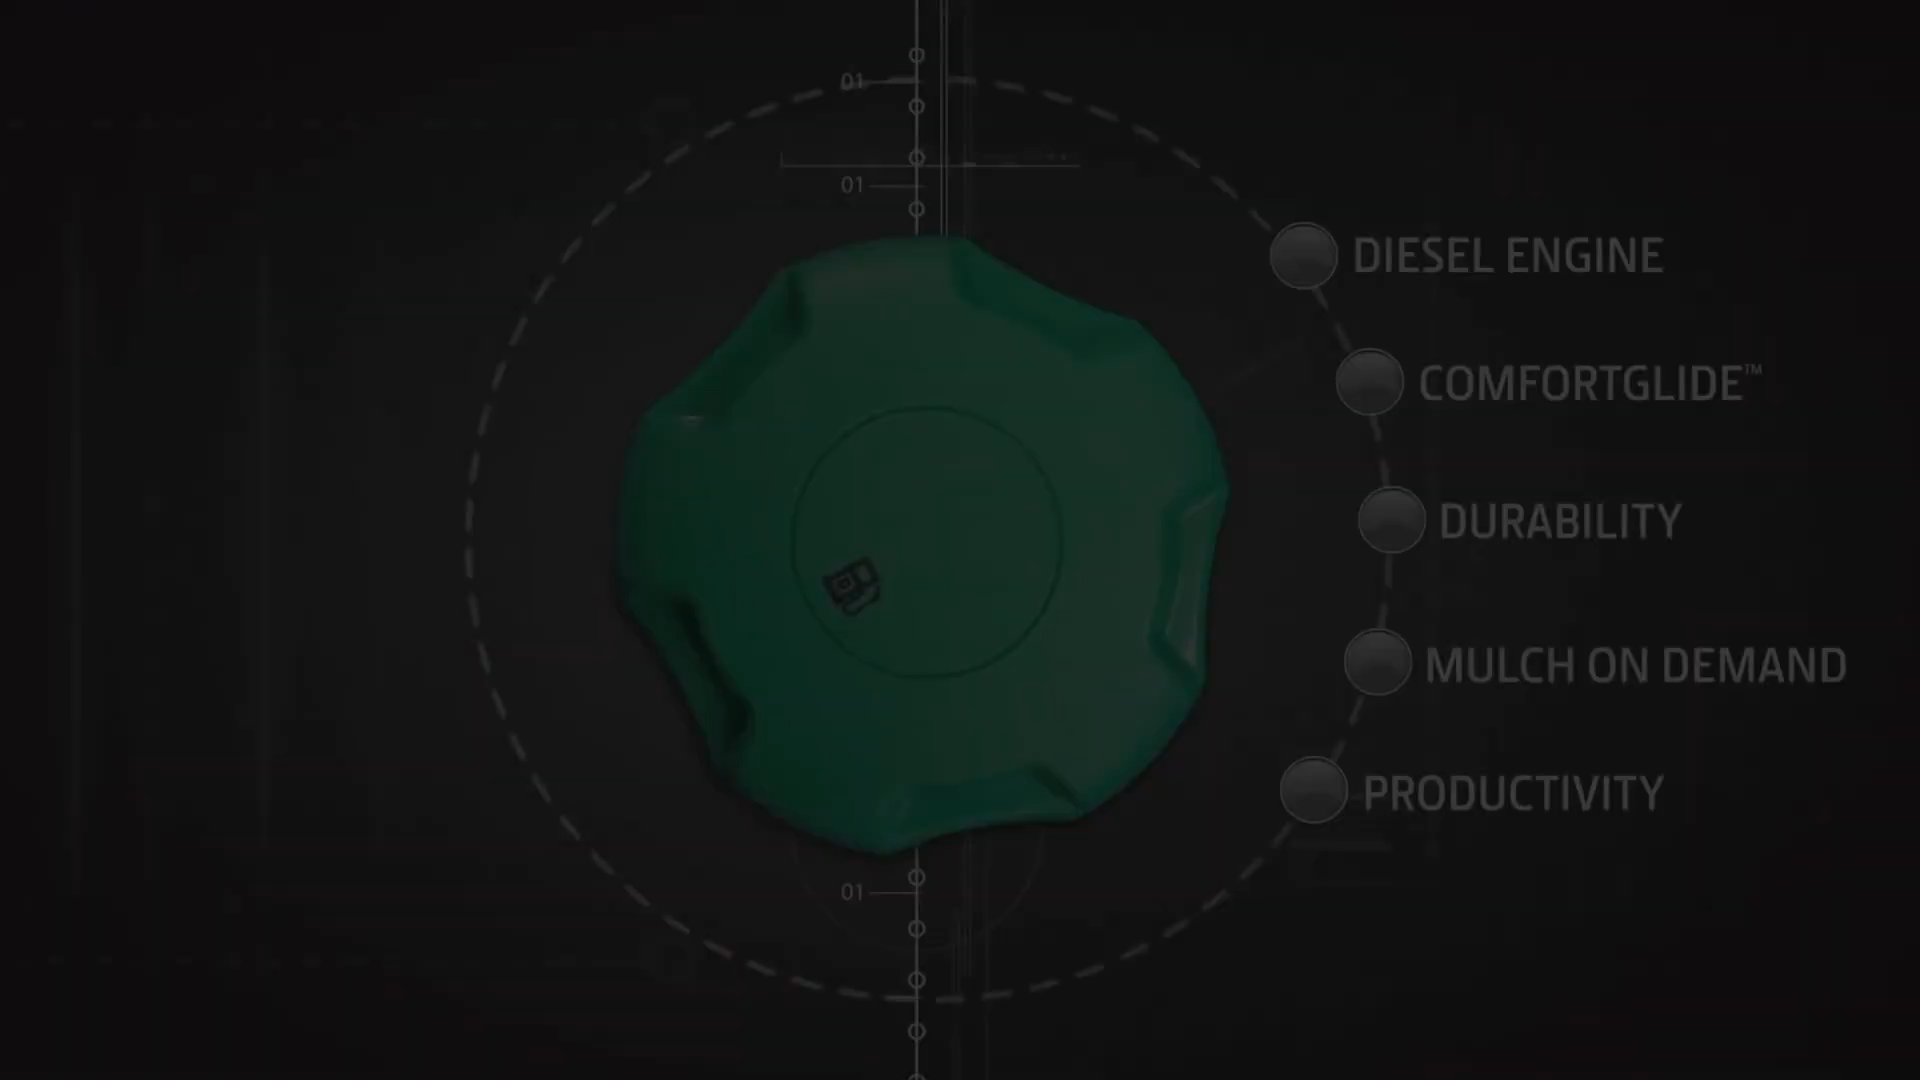 01
01
DIESEL ENGINE
COMFORTGLIDE™
DURABILITY
MULCH ON DEMAND
PRODUCTIVITY
01